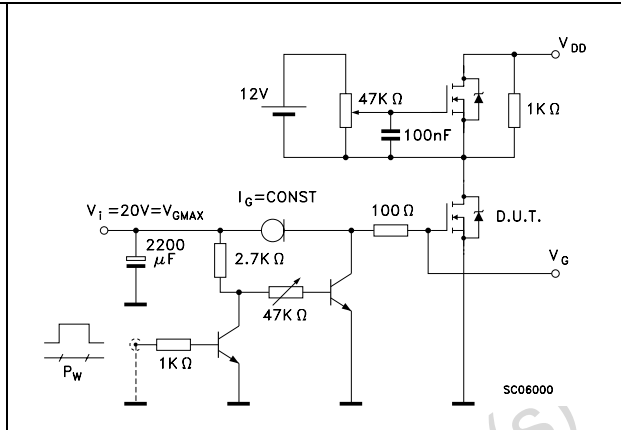 V DD
12V
47K Ω
1K Ω
100nF
I G =CONST
V i =20V=V GMAX
100 Ω
D.U.T.
2200
μF
2.7K Ω
V G
47K Ω
1K Ω
P W
SC06000